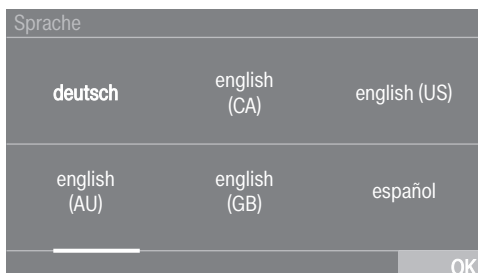 Sprache
deutsch
english
(CA)
english (US)
english
(AU)
english
(GB)
español
OK